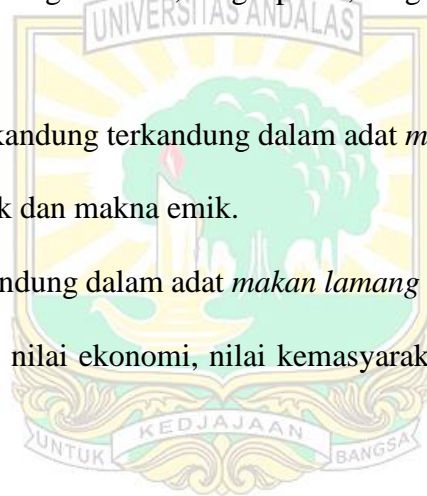 UNIVERSITAS ANDALAS
kandung terkandung dalam adat
k dan makna emik.
ndung dalam adat makan lamang
nilai ekonomi, nilai kemasyarak
UNTUK KEDJAJAAN BANGSA